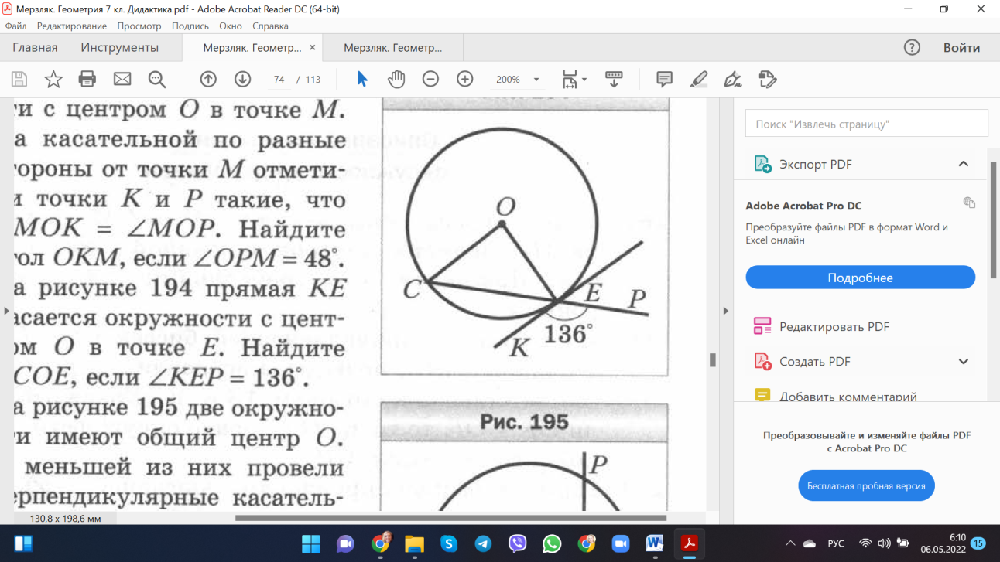 Мерзляк. Геометрия 7 кл. Дидактика.pdf - Adobe Acrobat Reader DC (64-bit)
Файл Редактирование Просмотр Подпись Окно Справка
Главная Инструменты Мерзляк. Геометр... × Мерзляк. Геометр... ? Войти
74 / 113 200%
ти с центром O в точке M.
а касательной по разные
тороны от точки M отмети-
и точки K и P такие, что
MOK = ∠MOP. Найдите
гол OKM, если ∠OPM = 48°.
а рисунке 194 прямая KE
асается окружности с цент-
ом O в точке E. Найдите
COE, если ∠KEP = 136°.
а рисунке 195 две окружно-
ти имеют общий центр O.
меньшей из них провели
ерпендикулярные касатель-
O
C
E
P
K
136°
Рис. 195
P
130,8 x 198,6 мм
Поиск "Извлечь страницу"
Экспорт PDF
Adobe Acrobat Pro DC
Преобразуйте файлы PDF в формат Word и
Excel онлайн
Подробнее
Редактировать PDF
Создать PDF
Добавить комментарий
Преобразовывайте и изменяйте файлы PDF
с Acrobat Pro DC
Бесплатная пробная версия
РУС
6:10
06.05.2022
15